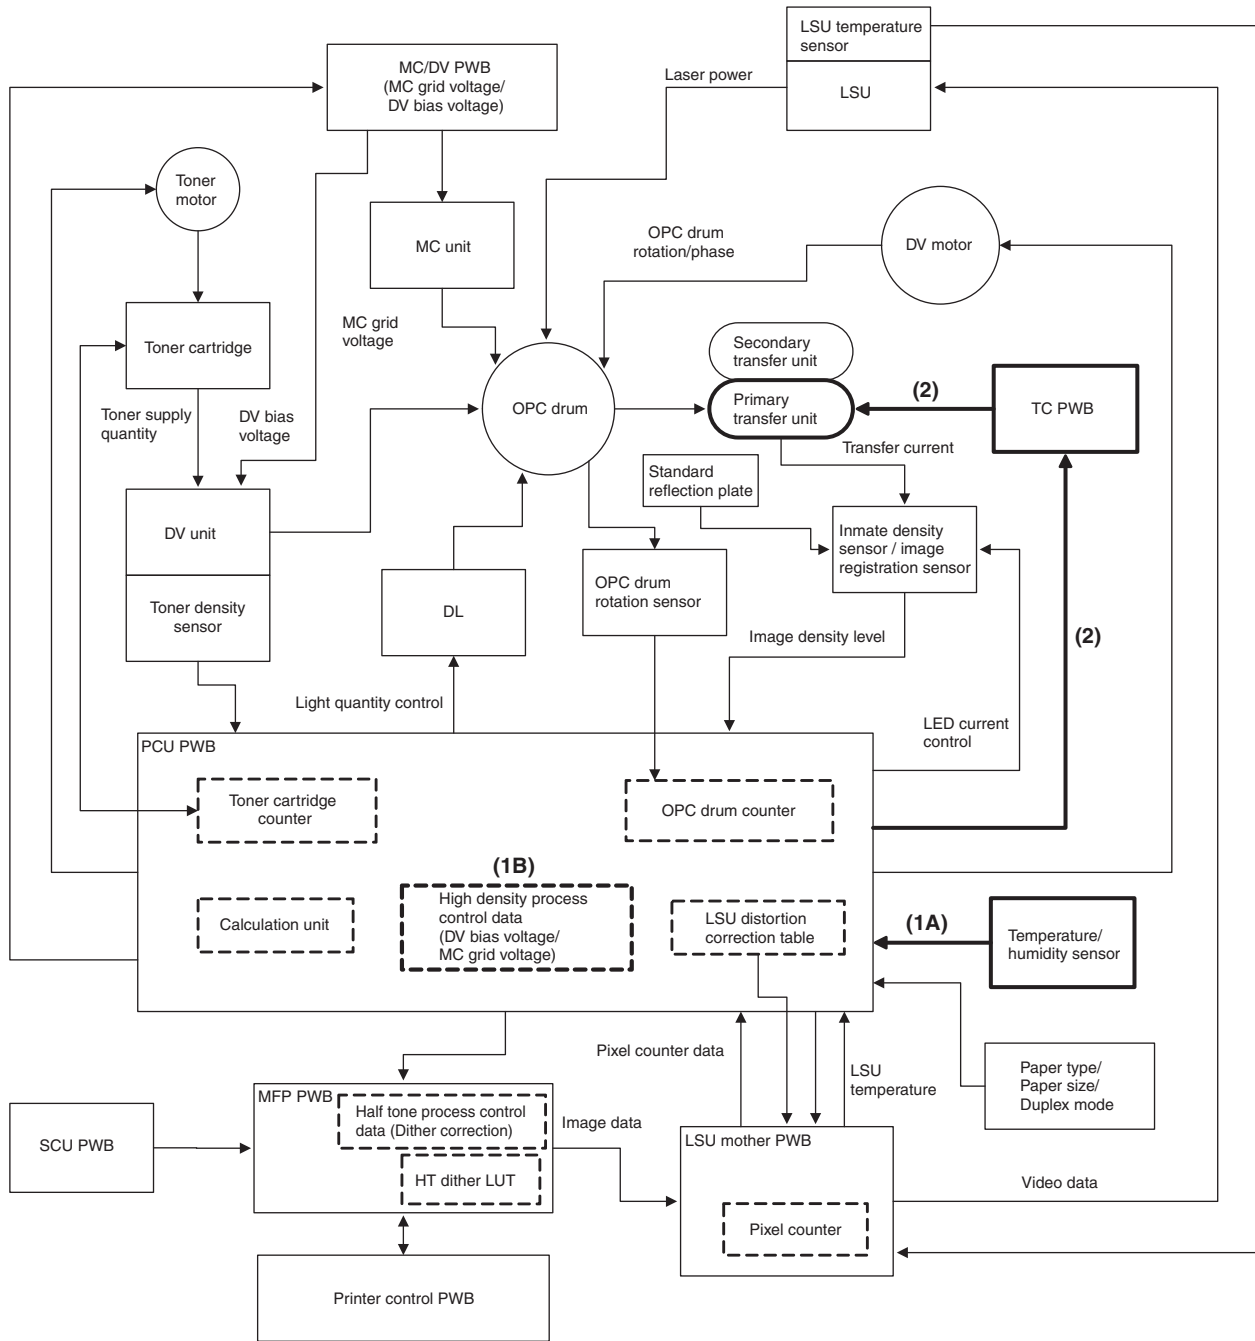 LSU temperature
sensor
LSU
Laser power
MC/DV PWB
(MC grid voltage/
DV bias voltage)
Toner
motor
MC unit
OPC drum
rotation/phase
DV motor
MC grid
voltage
Toner cartridge
Secondary
transfer unit
Primary
transfer unit
(2)
TC PWB
OPC drum
Toner supply
quantity
DV bias
voltage
Transfer current
Standard
reflection plate
DV unit
Inmate density
sensor / image
registration sensor
Toner density
sensor
DL
OPC drum
rotation sensor
Image density level
(2)
Light quantity control
LED current
control
PCU PWB
Toner cartridge
counter
OPC drum counter
(1B)
Calculation unit
High density process
control data
(DV bias voltage/
MC grid voltage)
LSU distortion
correction table
(1A)
Temperature/
humidity sensor
Pixel counter data
LSU
temperature
Paper type/
Paper size/
Duplex mode
MFP PWB
Half tone process control
data (Dither correction)
Image data
SCU PWB
HT dither LUT
LSU mother PWB
Video data
Pixel counter
Printer control PWB